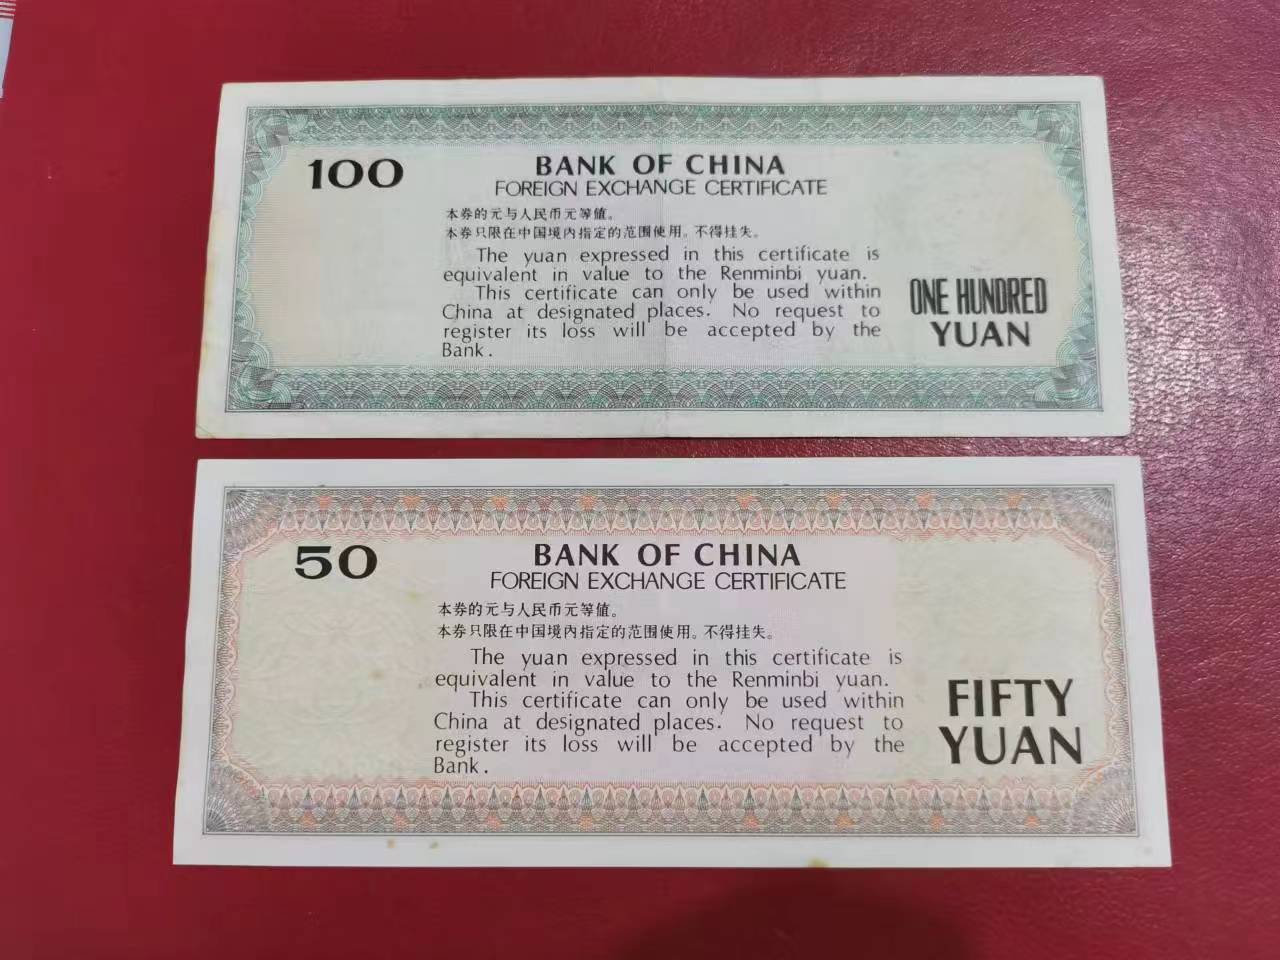 100
BANK OF CHINA
FOREIGN EXCHANGE CERTIFICATE
本券的元与人民币元等值。
本券只限在中国境内指定的范围使用。不得挂失。
The yuan expressed in this certificate is
equivalent in value to the Renminbi yuan.
This certificate can only be used within
China at designated places. No request to
register its loss will be accepted by the
Bank.
ONE HUNDRED
YUAN
50
BANK OF CHINA
FOREIGN EXCHANGE CERTIFICATE
本券的元与人民币元等值。
本券只限在中国境内指定的范围使用。不得挂失。
The yuan expressed in this certificate is
equivalent in value to the Renminbi yuan.
This certificate can only be used within
China at designated places. No request to
register its loss will be accepted by the
Bank.
FIFTY
YUAN